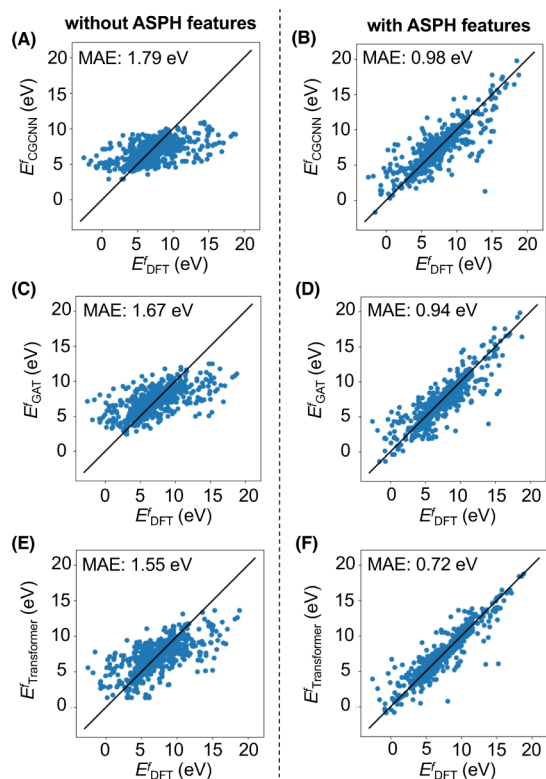 without ASPH features
with ASPH features
(A)
MAE: 1.79 eV
20
15
10
5
0
E^f_CGCNN (eV)
0 5 10 15 20
E^f_DFT (eV)
(B)
MAE: 0.98 eV
20
15
10
5
0
E^f_CGCNN (eV)
0 5 10 15 20
E^f_DFT (eV)
(C)
MAE: 1.67 eV
20
15
10
5
0
E^f_GAT (eV)
0 5 10 15 20
E^f_DFT (eV)
(D)
MAE: 0.94 eV
20
15
10
5
0
E^f_GAT (eV)
0 5 10 15 20
E^f_DFT (eV)
(E)
MAE: 1.55 eV
20
15
10
5
0
E^f_Transformer (eV)
0 5 10 15 20
E^f_DFT (eV)
(F)
MAE: 0.72 eV
20
15
10
5
0
E^f_Transformer (eV)
0 5 10 15 20
E^f_DFT (eV)